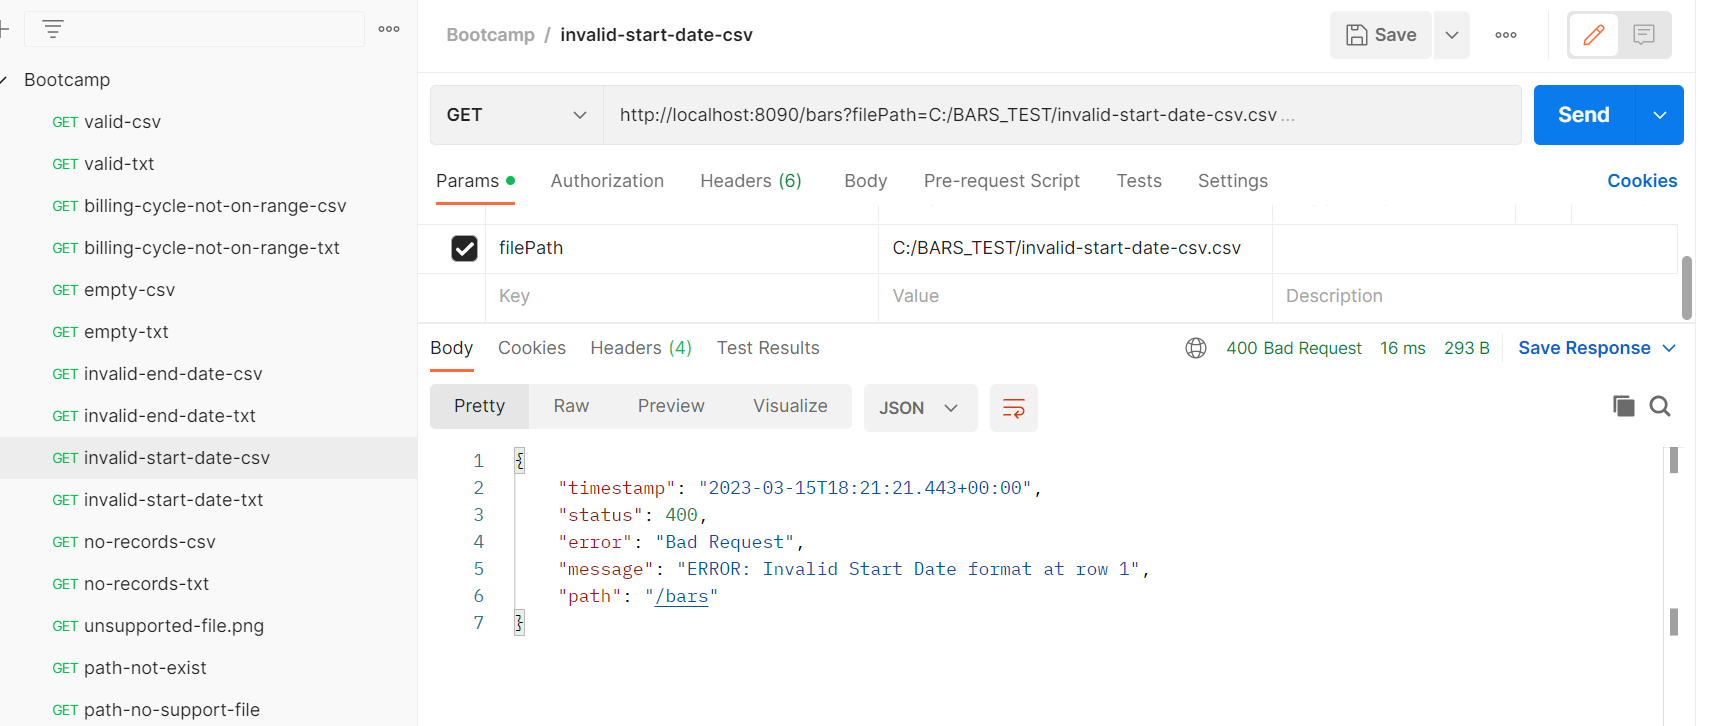 Bootcamp
GET valid-csv
GET valid-txt
GET billing-cycle-not-on-range-csv
GET billing-cycle-not-on-range-txt
GET empty-csv
GET empty-txt
GET invalid-end-date-csv
GET invalid-end-date-txt
GET invalid-start-date-csv
GET invalid-start-date-txt
GET no-records-csv
GET no-records-txt
GET unsupported-file.png
GET path-not-exist
GET path-no-support-file
Bootcamp / invalid-start-date-csv
Save
GET http://localhost:8090/bars?filePath=C:/BARS_TEST/invalid-start-date-csv.csv ... Send
Params Authorization Headers (6) Body Pre-request Script Tests Settings Cookies
filePath C:/BARS_TEST/invalid-start-date-csv.csv
Key Value Description
Body Cookies Headers (4) Test Results 400 Bad Request 16 ms 293 B Save Response
Pretty Raw Preview Visualize JSON
1 {
2 "timestamp": "2023-03-15T18:21:21.443+00:00",
3 "status": 400,
4 "error": "Bad Request",
5 "message": "ERROR: Invalid Start Date format at row 1",
6 "path": "/bars"
7 }